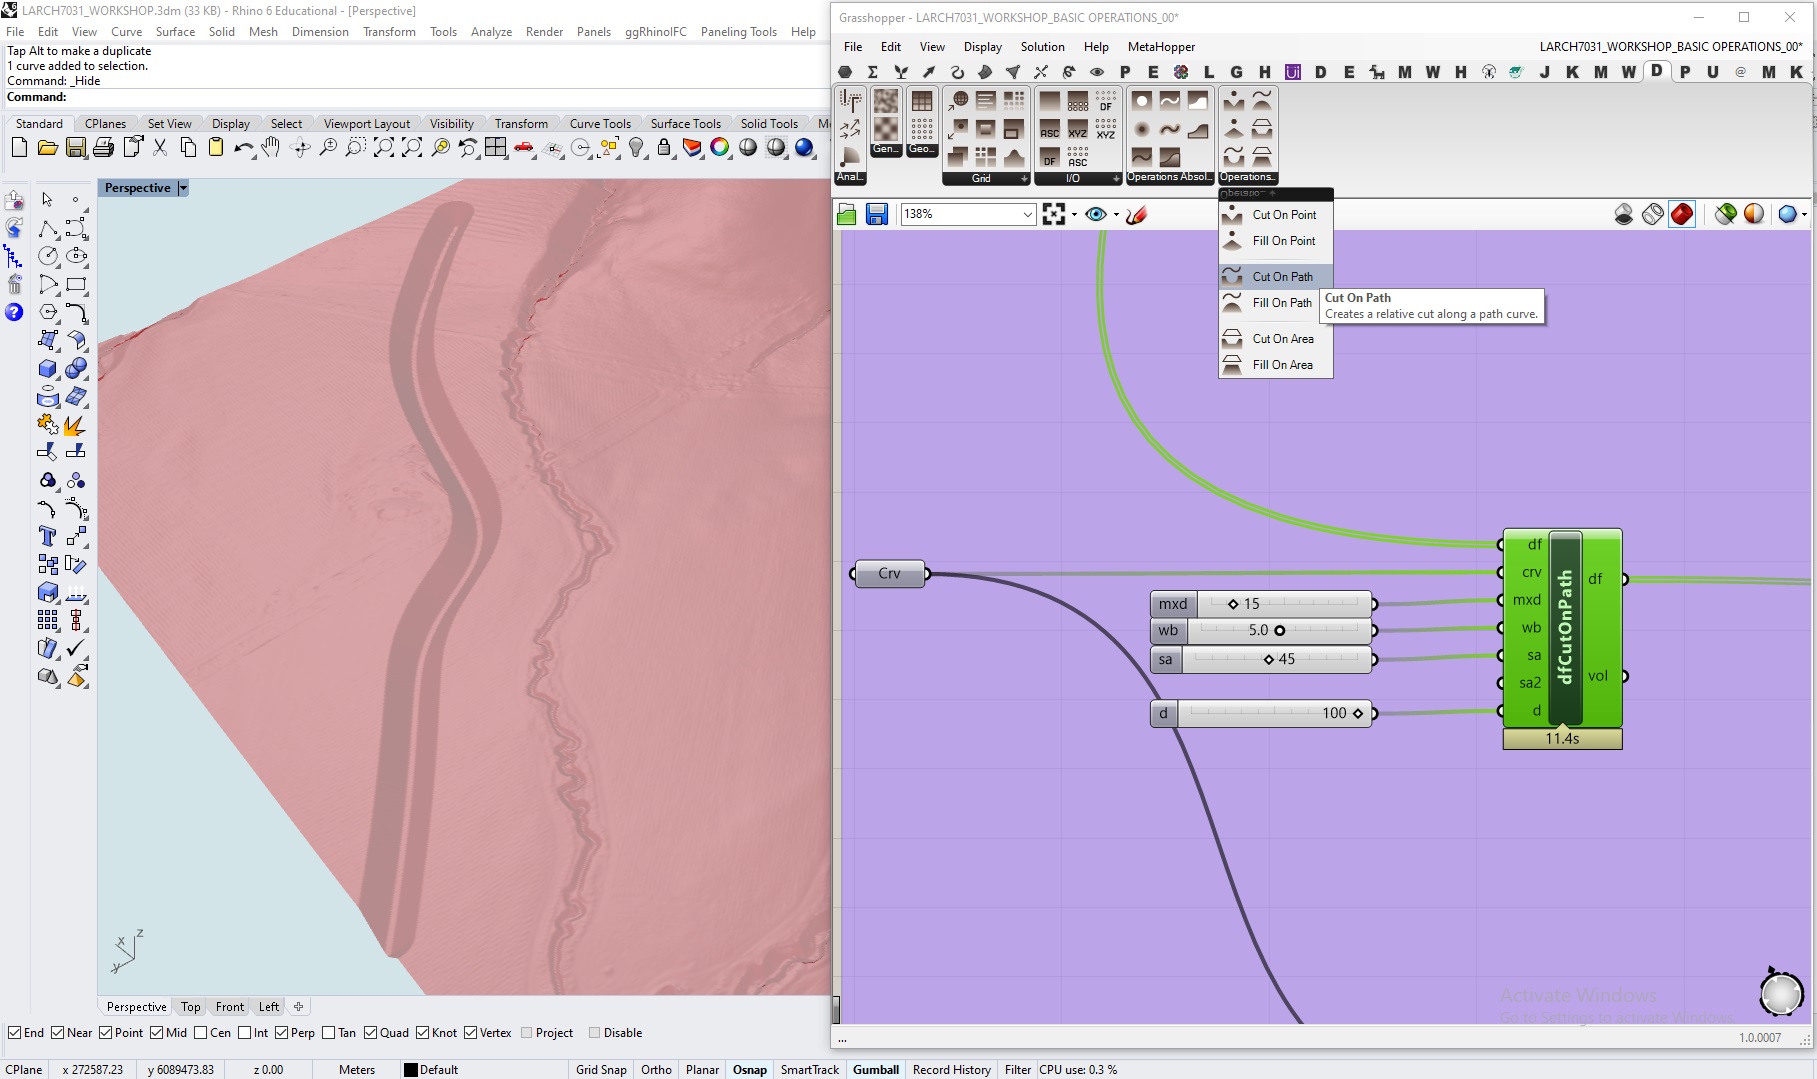 LARCH7031_WORKSHOP.3dm (33 KB) - Rhino 6 Educational - [Perspective]
File Edit View Curve Surface Solid Mesh Dimension Transform Tools Analyze Render Panels ggRhinoIFC Paneling Tools Help
Tap Alt to make a duplicate
1 curve added to selection.
Command: _Hide
Command:
Standard CPlanes Set View Display Select Viewport Layout Visibility Transform Curve Tools Surface Tools Solid Tools
Perspective
z
x
y
Perspective Top Front Left
End Near Point Mid Cen Int Perp Tan Quad Knot Vertex Project Disable
CPlane x 272587.23 y 6089473.83 z 0.00 Meters Default Grid Snap Ortho Planar Osnap SmartTrack Gumball Record History Filter CPU use: 0.3 %
Grasshopper - LARCH7031_WORKSHOP_BASIC OPERATIONS_00*
File Edit View Display Solution Help MetaHopper LARCH7031_WORKSHOP_BASIC OPERATIONS_00*
P E L G H D E M W H J K M W D P U @ M K
DF
ASC XYZ XYZ
DF ASC
Anal... Gen... Geo... Grid I/O Operations Absol... Operations...
138%
Cut On Point
Fill On Point
Cut On Path
Fill On Path
Cut On Area
Fill On Area
Cut On Path
Creates a relative cut along a path curve.
Crv
mxd 15
wb 5.0
sa 45
d 100
df
crv
mxd
wb
sa
sa2
d
dfCutOnPath
df
vol
11.4s
Activate Windows
Go to Settings to activate Windows.
...
1.0.0007